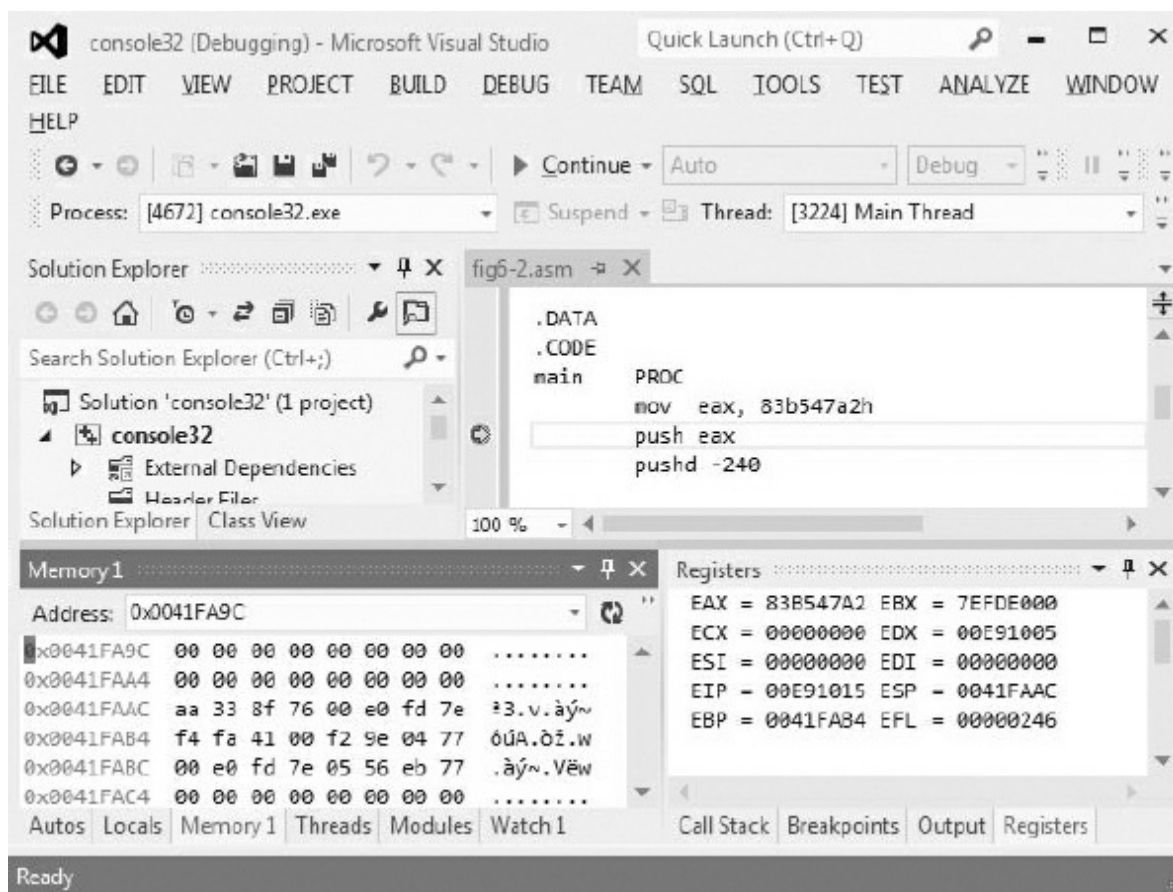 console32 (Debugging) - Microsoft Visual Studio Quick Launch (Ctrl+Q)
FILE EDIT VIEW PROJECT BUILD DEBUG TEAM SQL TOOLS TEST ANALYZE WINDOW
HELP
Continue Auto Debug
Process: [4672] console32.exe Suspend Thread: [3224] Main Thread
Solution Explorer
Search Solution Explorer (Ctrl+;)
Solution 'console32' (1 project)
console32
External Dependencies
Header Files
Solution Explorer Class View
fig6-2.asm
.DATA
.CODE
main PROC
mov eax, 83b547a2h
push eax
pushd -240
100 %
Memory 1
Address: 0x0041FA9C
0x0041FA9C 00 00 00 00 00 00 00 00 ........
0x0041FAA4 00 00 00 00 00 00 00 00 ........
0x0041FAAC aa 33 8f 76 00 e0 fd 7e ª3.v.àý~
0x0041FAB4 f4 fa 41 00 f2 9e 04 77 ôúA.òž.w
0x0041FABC 00 e0 fd 7e 05 56 eb 77 .àý~.Vëw
0x0041FAC4 00 00 00 00 00 00 00 00 ........
Autos Locals Memory 1 Threads Modules Watch 1
Registers
EAX = 83B547A2 EBX = 7EFDE000
ECX = 00000000 EDX = 00E91005
ESI = 00000000 EDI = 00000000
EIP = 00E91015 ESP = 0041FAAC
EBP = 0041FAB4 EFL = 00000246
Call Stack Breakpoints Output Registers
Ready